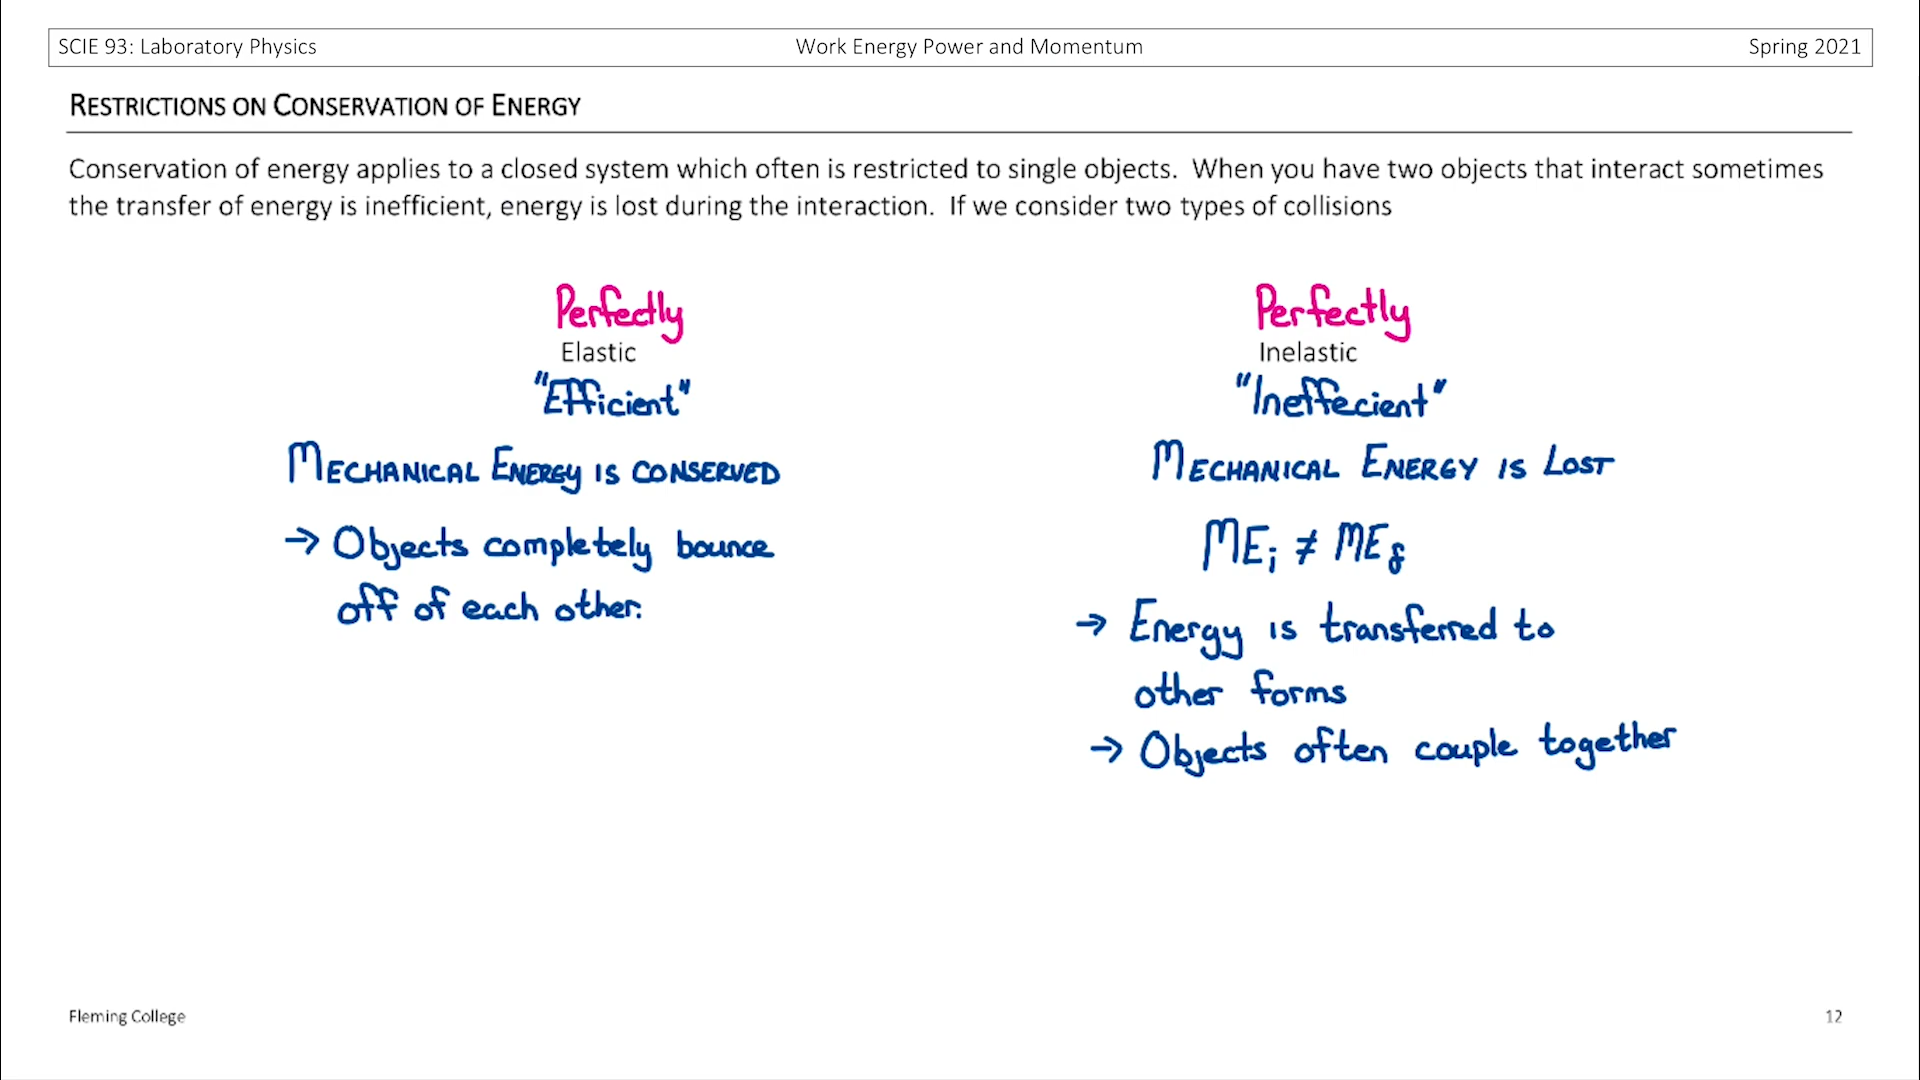 SCIE 93: Laboratory Physics Work Energy Power and Momentum Spring 2021
RESTRICTIONS ON CONSERVATION OF ENERGY
Conservation of energy applies to a closed system which often is restricted to single objects. When you have two objects that interact sometimes
the transfer of energy is inefficient, energy is lost during the interaction. If we consider two types of collisions
Perfectly
Elastic
"Efficient"
MECHANICAL ENERGY IS CONSERVED
→ Objects completely bounce
off of each other.
Perfectly
Inelastic
"Ineffecient"
MECHANICAL ENERGY IS LOST
MEi ≠ MEf
→ Energy is transferred to
other forms
→ Objects often couple together
Fleming College 12